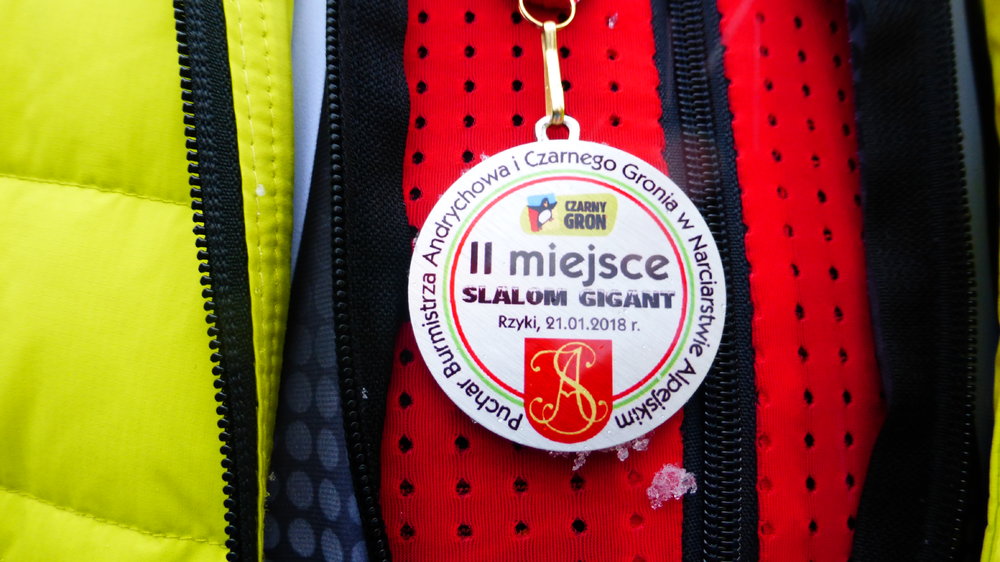 Puchar Burmistrza Andrychowa i Czarnego Gronia w Narciarstwie Alpejskim
CZARNY
GROŃ
II miejsce
SLALOM GIGANT
Rzyki, 21.01.2018 r.